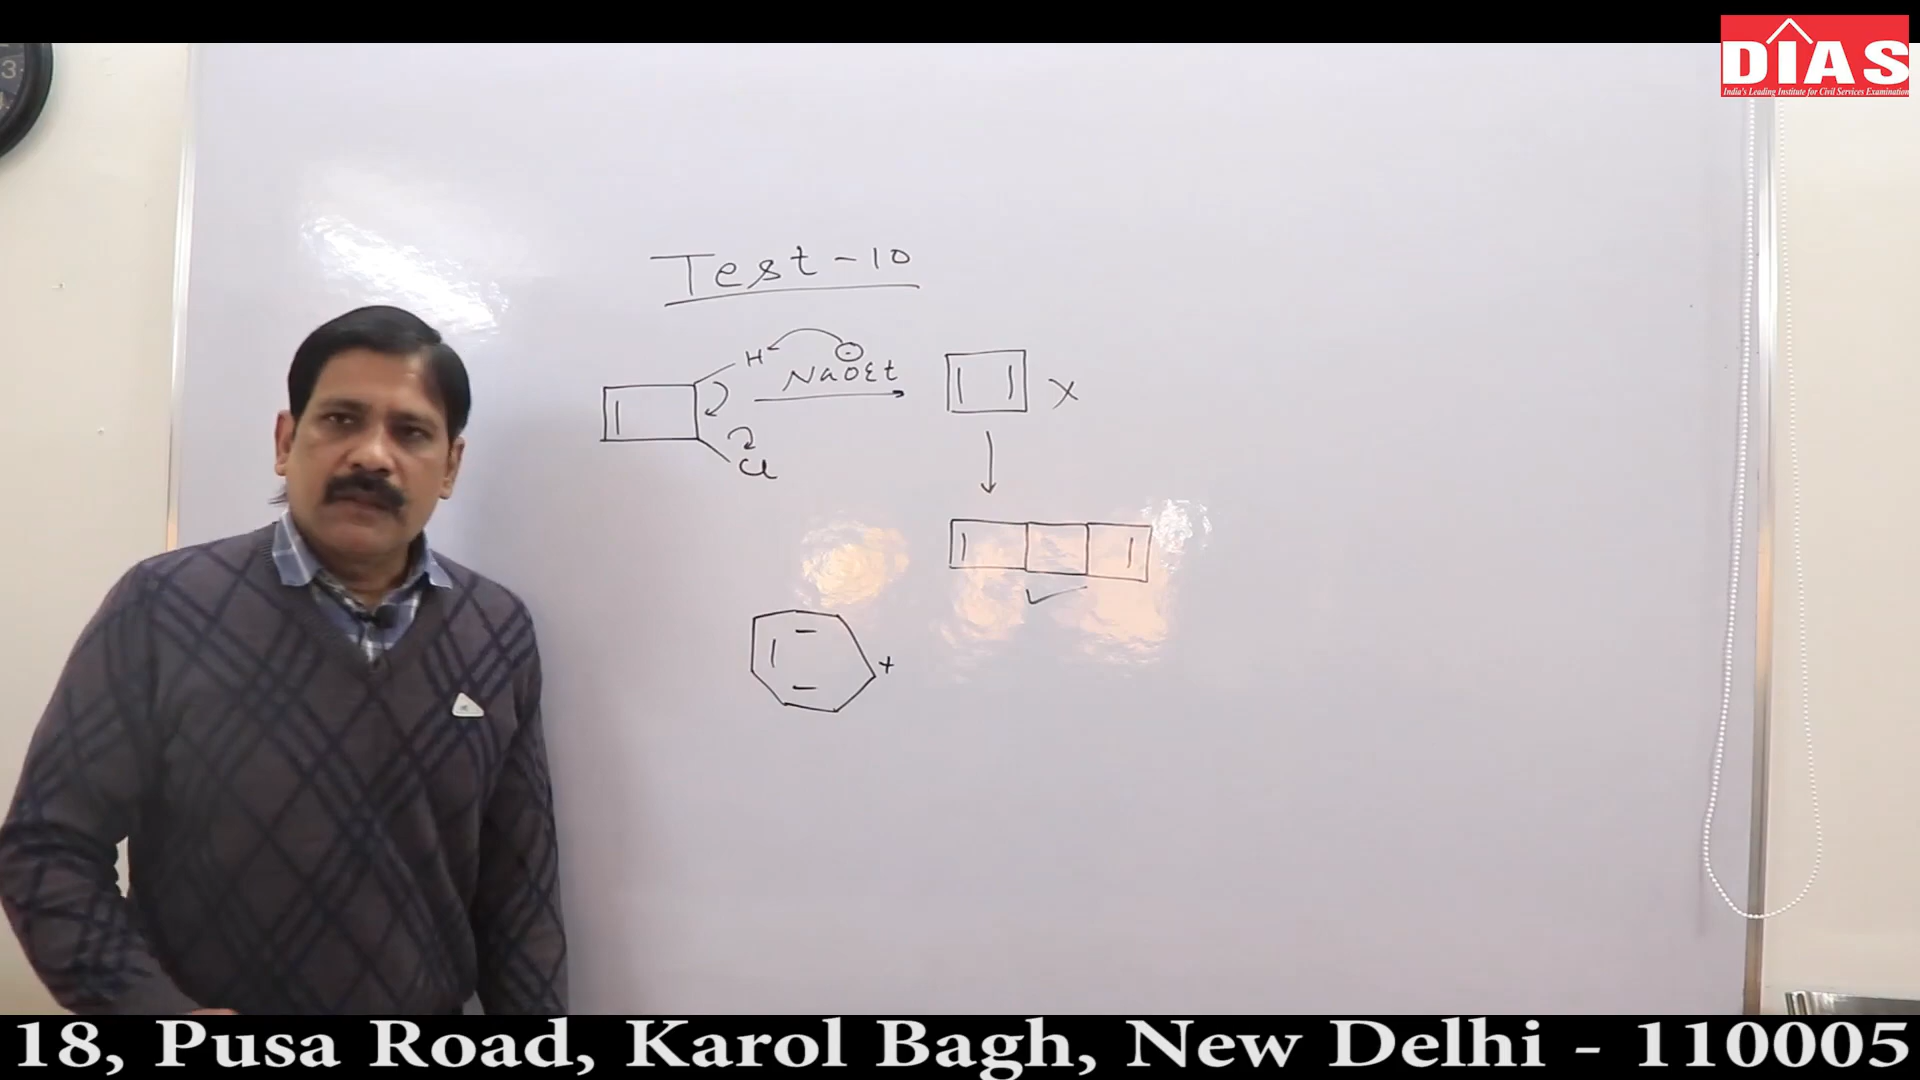 DIAS
India's Leading Institute for Civil Services Examination
3
Test-10
H
NaOEt
Cl
X
+
18, Pusa Road, Karol Bagh, New Delhi - 110005